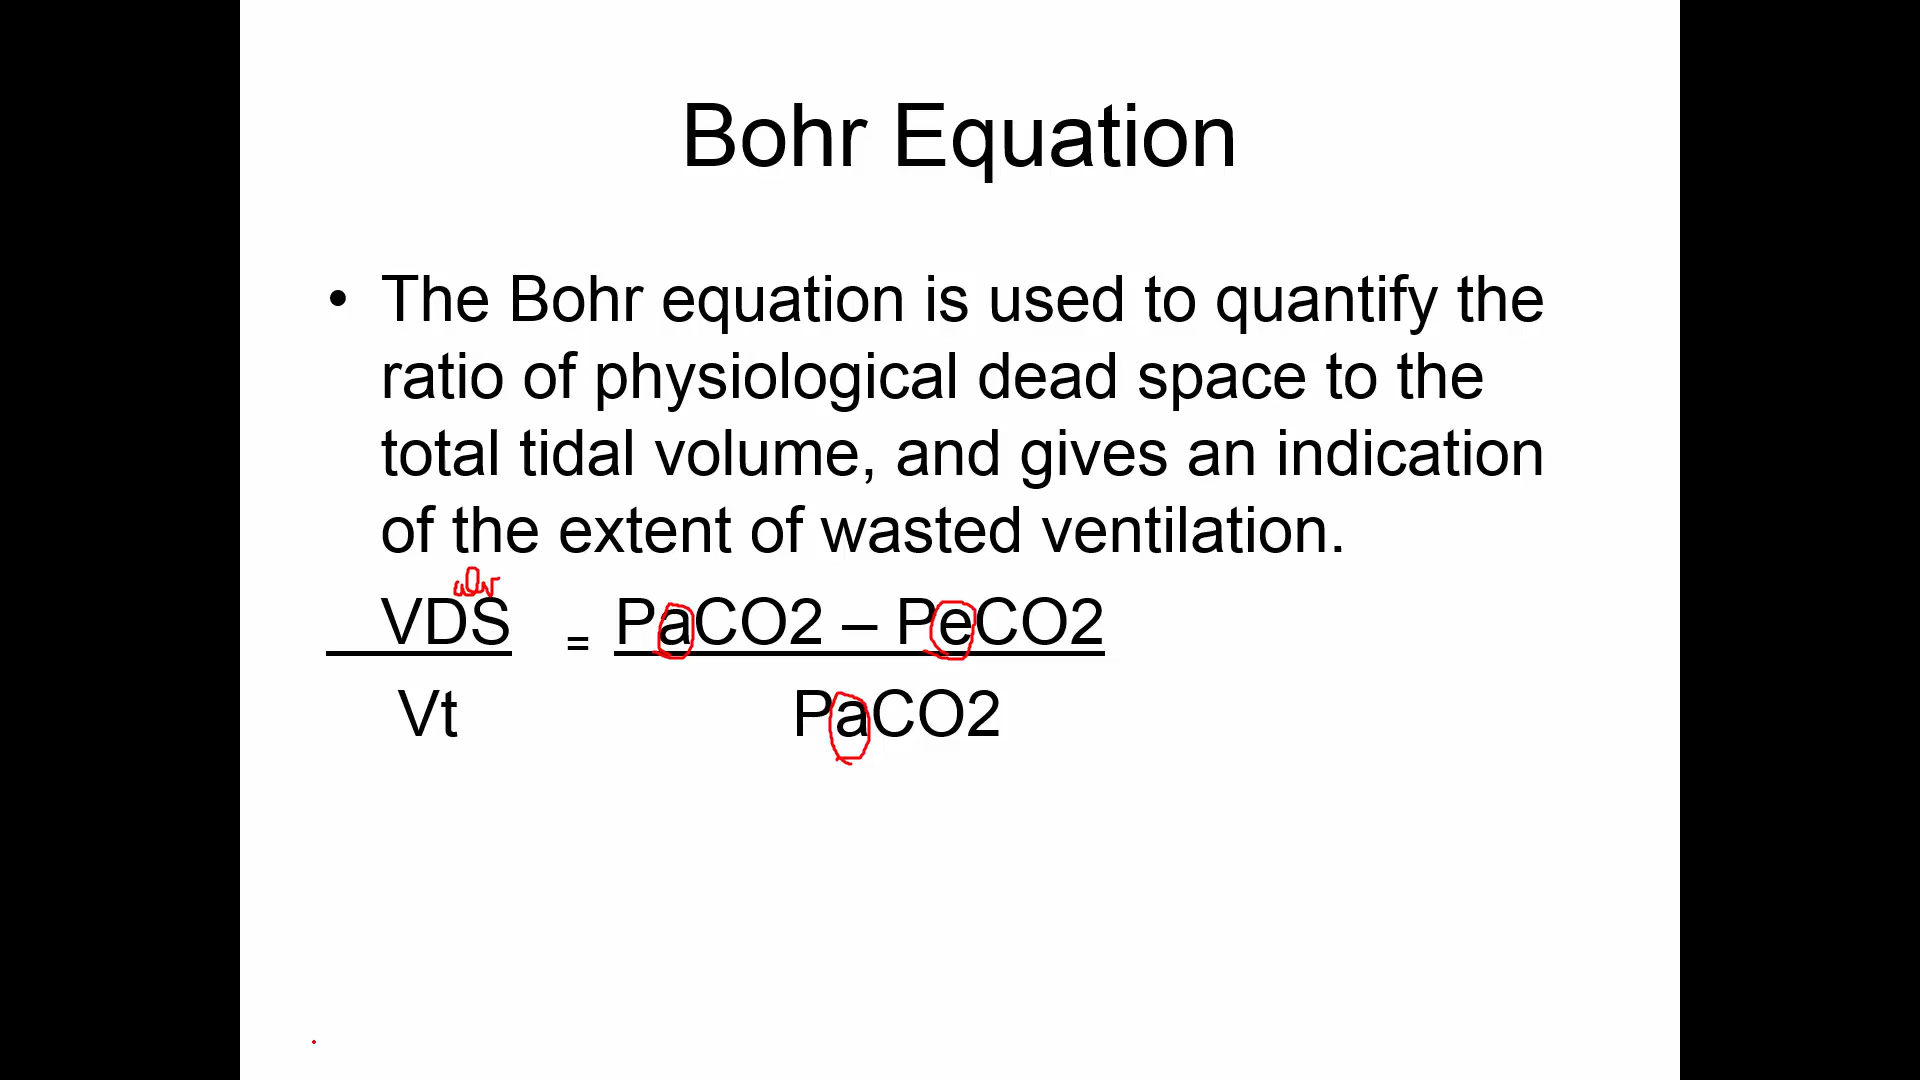 Bohr Equation
• The Bohr equation is used to quantify the
ratio of physiological dead space to the
total tidal volume, and gives an indication
of the extent of wasted ventilation.
VDS = PaCO2 – PeCO2
Vt PaCO2